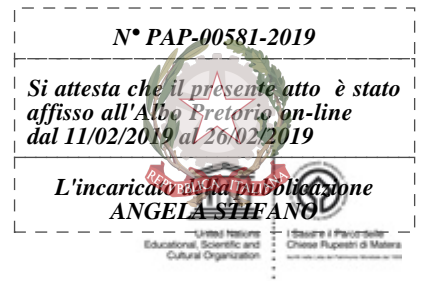 N° PAP-00581-2019
Si attesta che il presente atto è stato
affisso all'Albo Pretorio on-line
dal 11/02/2019 al 26/02/2019
L'incaricato della pubblicazione
ANGELA STIFANO
REPVBBLICA ITALIANA
United Nations
Educational, Scientific and
Cultural Organization
I Sassi e il Parco delle
Chiese Rupestri di Matera